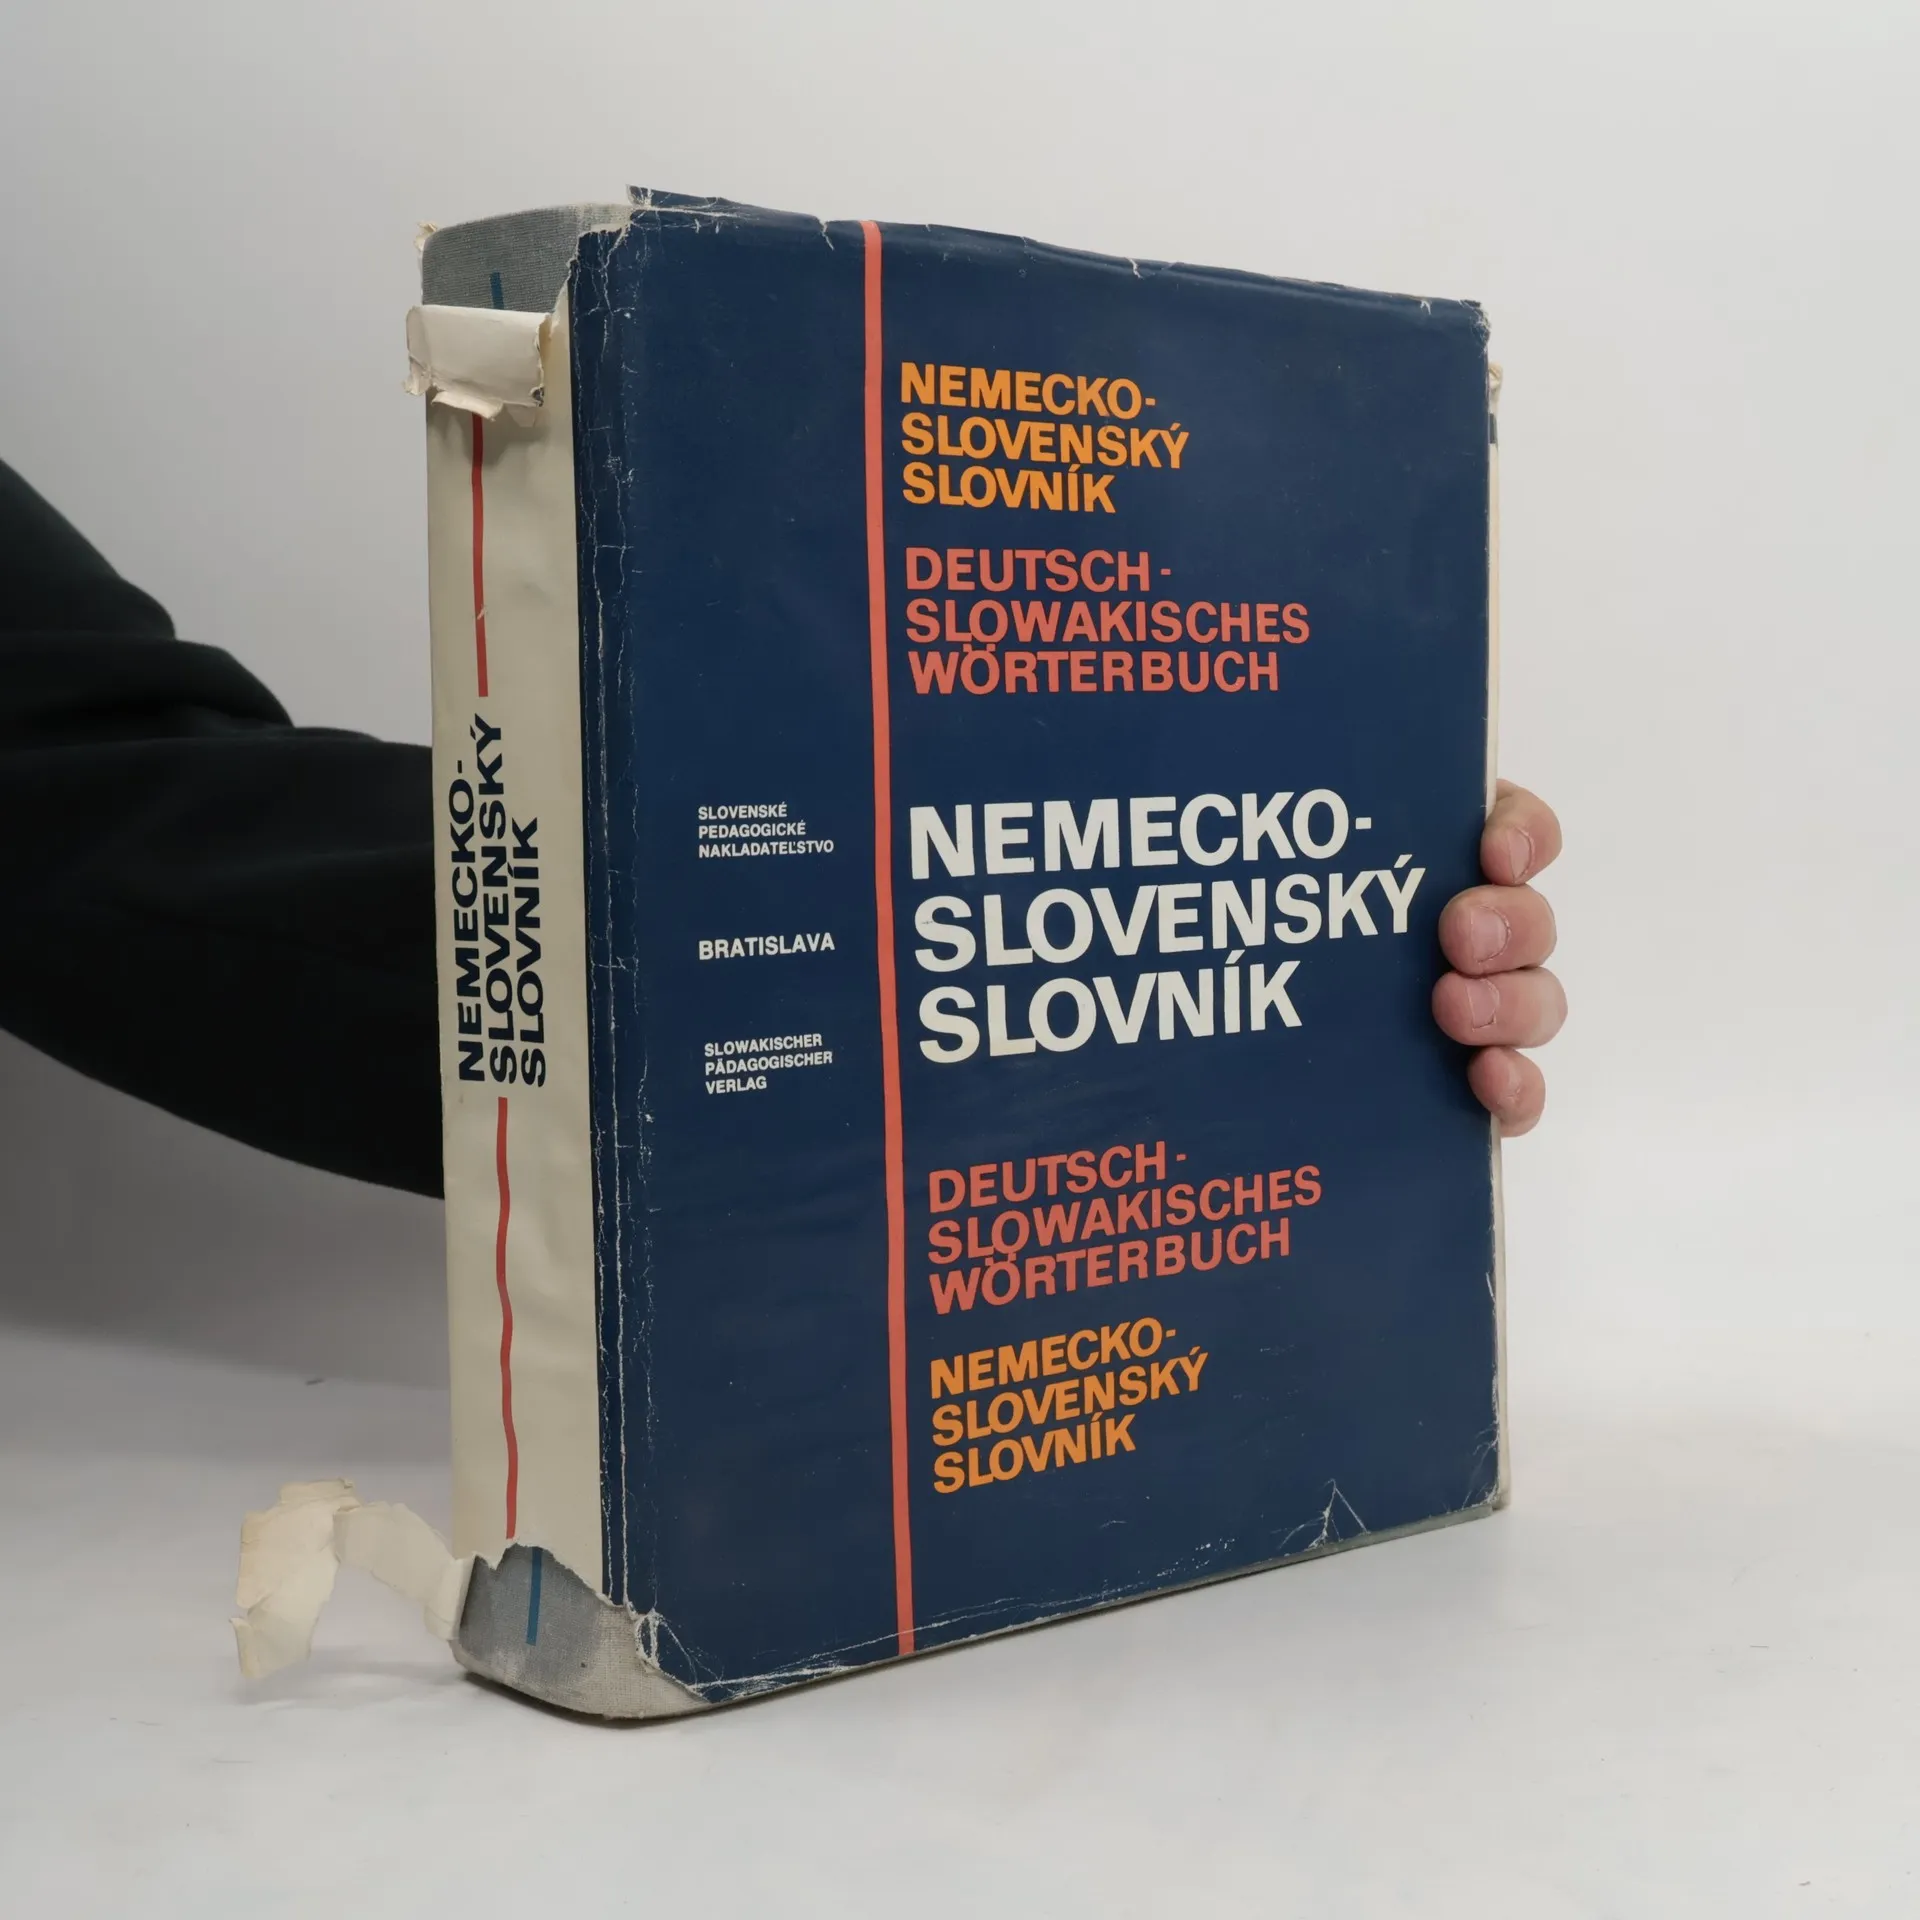 NEMECKO-
SLOVENSKÝ
SLOVNÍK
NEMECKO-
SLOVENSKÝ
SLOVNÍK
DEUTSCH-
SLOWAKISCHES
WÖRTERBUCH
SLOVENSKÉ
PEDAGOGICKÉ
NAKLADATEĽSTVO
BRATISLAVA
SLOWAKISCHER
PÄDAGOGISCHER
VERLAG
NEMECKO-
SLOVENSKÝ
SLOVNÍK
DEUTSCH-
SLOWAKISCHES
WÖRTERBUCH
NEMECKO-
SLOVENSKÝ
SLOVNÍK